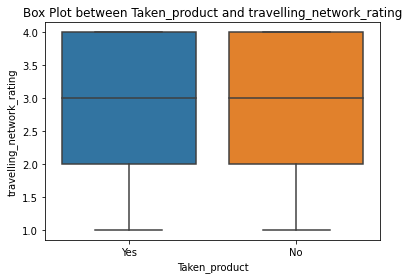 Box Plot between Taken_product and travelling_network_rating
travelling_network_rating
4.0
3.5
3.0
2.5
2.0
1.5
1.0
Yes No
Taken_product